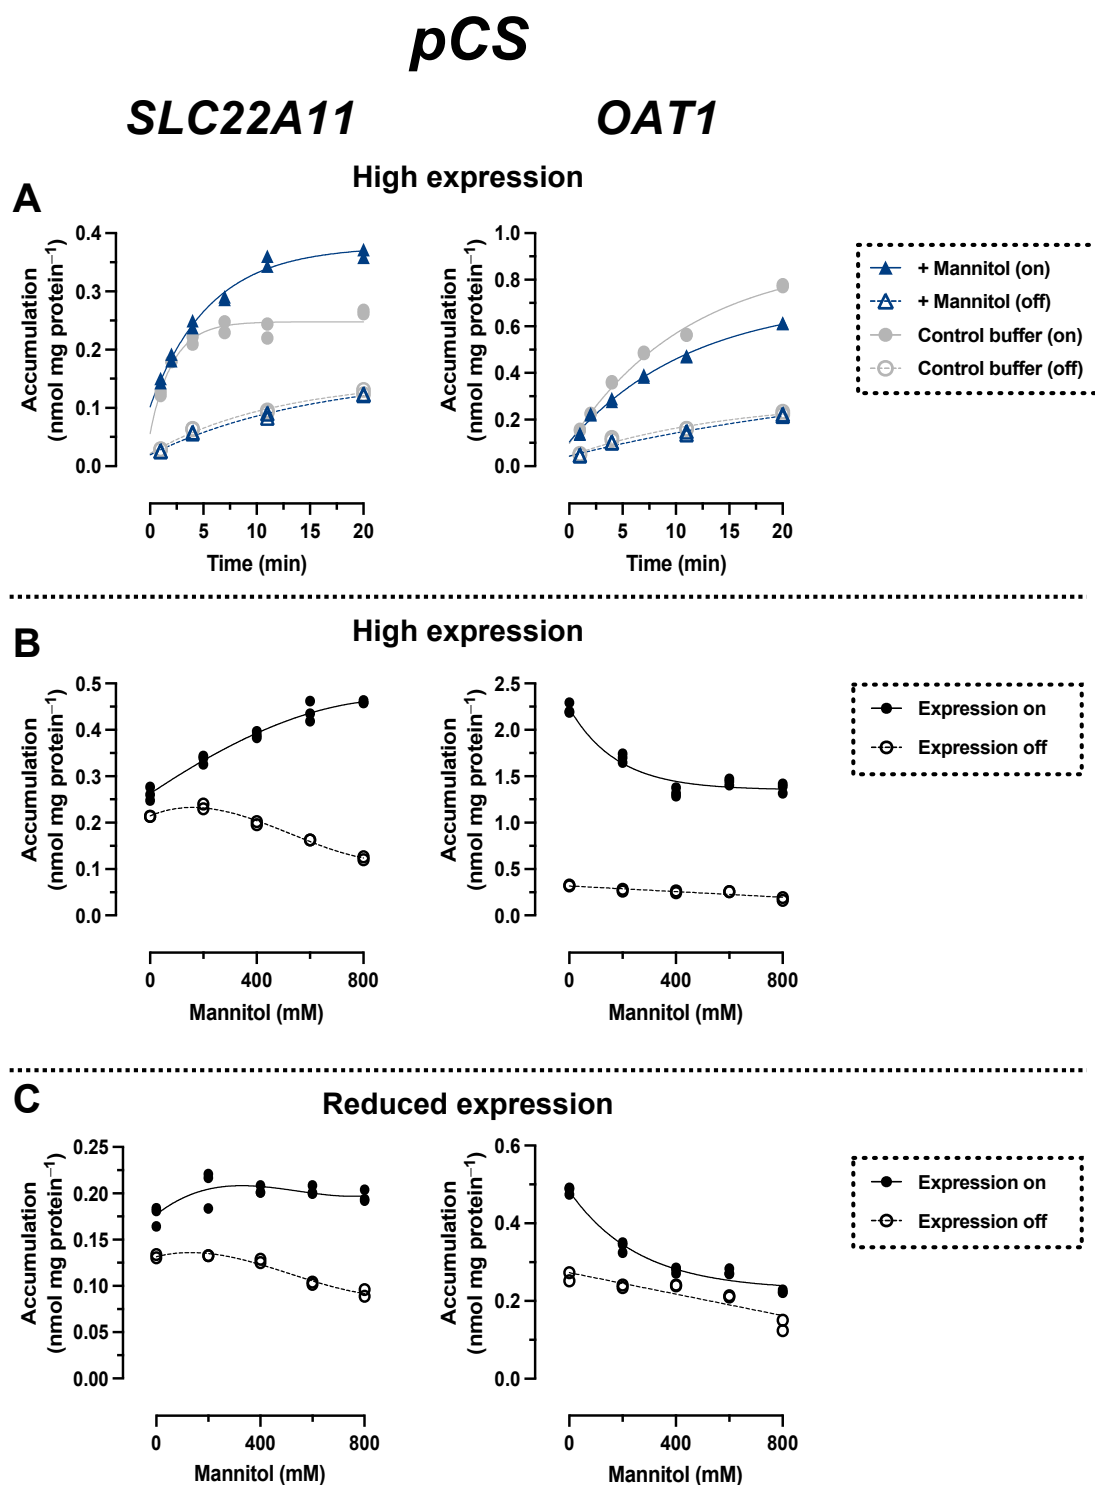 pCS
SLC22A11 OAT1
High expression
A
Accumulation
(nmol mg protein⁻¹)
0.4
0.3
0.2
0.1
0.0
0 5 10 15 20
Time (min)
Accumulation
(nmol mg protein⁻¹)
1.0
0.8
0.6
0.4
0.2
0.0
0 5 10 15 20
Time (min)
+ Mannitol (on)
+ Mannitol (off)
Control buffer (on)
Control buffer (off)
High expression
B
Accumulation
(nmol mg protein⁻¹)
0.5
0.4
0.3
0.2
0.1
0.0
0 400 800
Mannitol (mM)
Accumulation
(nmol mg protein⁻¹)
2.5
2.0
1.5
1.0
0.5
0.0
0 400 800
Mannitol (mM)
Expression on
Expression off
C
Reduced expression
Accumulation
(nmol mg protein⁻¹)
0.25
0.20
0.15
0.10
0.05
0.00
0 400 800
Mannitol (mM)
Accumulation
(nmol mg protein⁻¹)
0.6
0.4
0.2
0.0
0 400 800
Mannitol (mM)
Expression on
Expression off